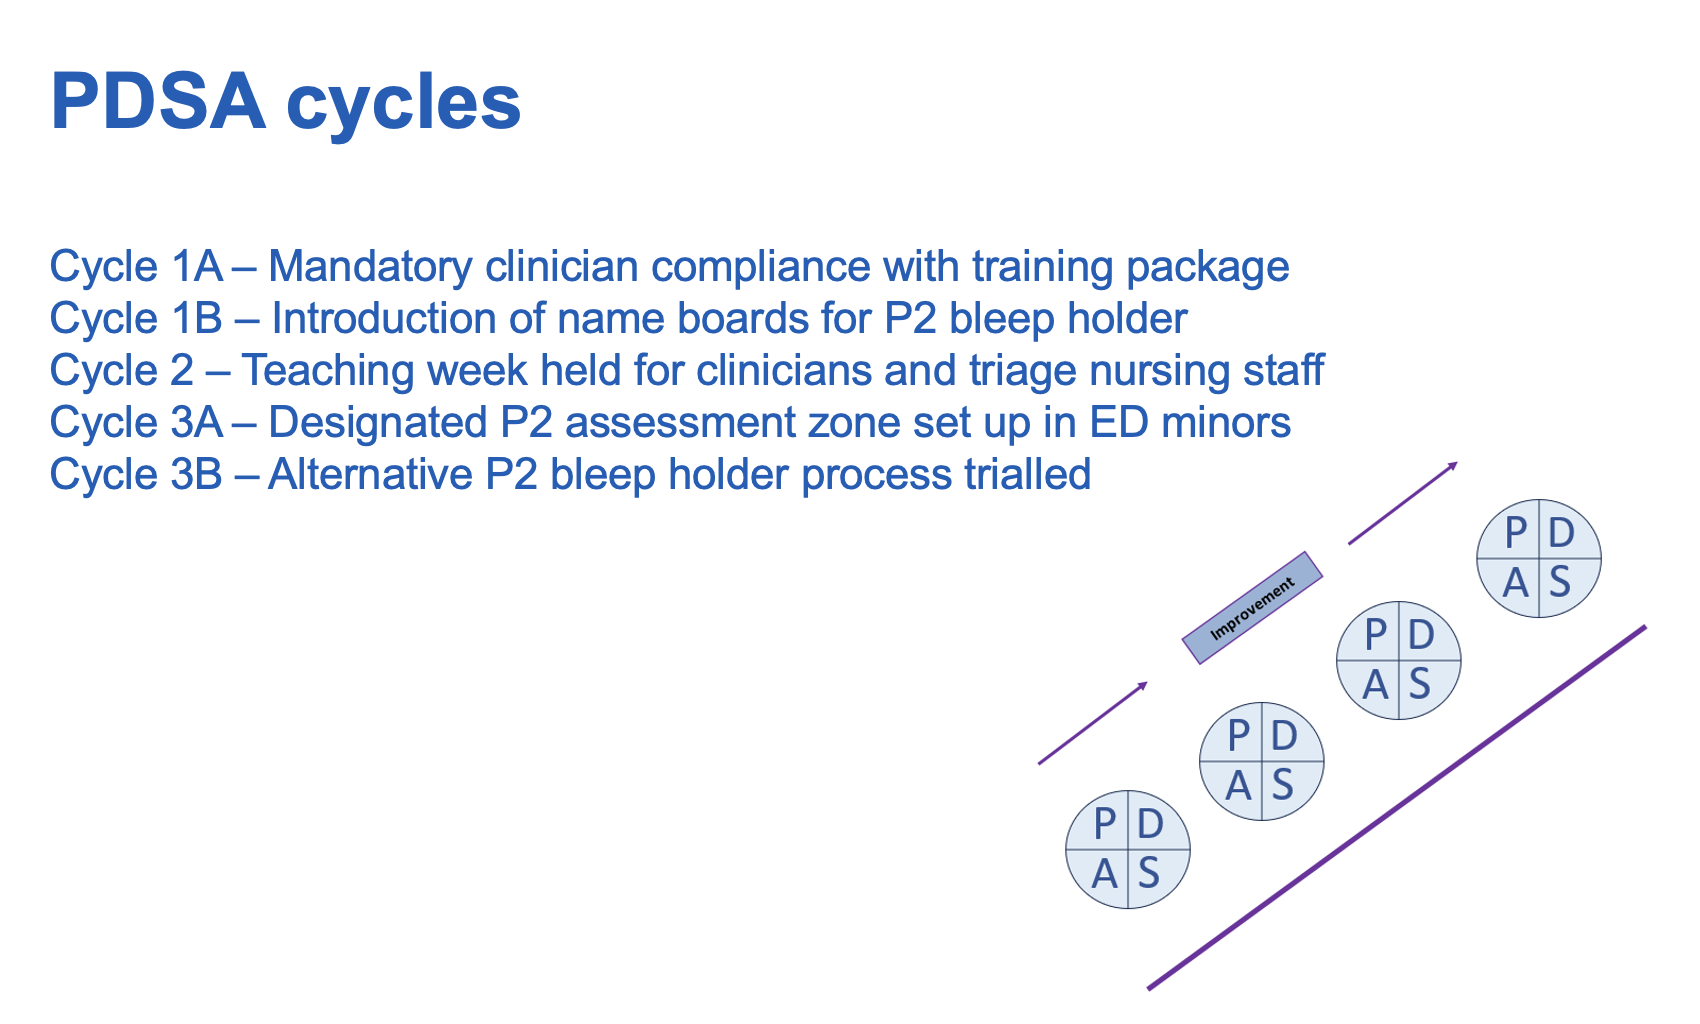 PDSA cycles
Cycle 1A – Mandatory clinician compliance with training package
Cycle 1B – Introduction of name boards for P2 bleep holder
Cycle 2 – Teaching week held for clinicians and triage nursing staff
Cycle 3A – Designated P2 assessment zone set up in ED minors
Cycle 3B – Alternative P2 bleep holder process trialled
Improvement
P D
A S
P D
A S
P D
A S
P D
A S